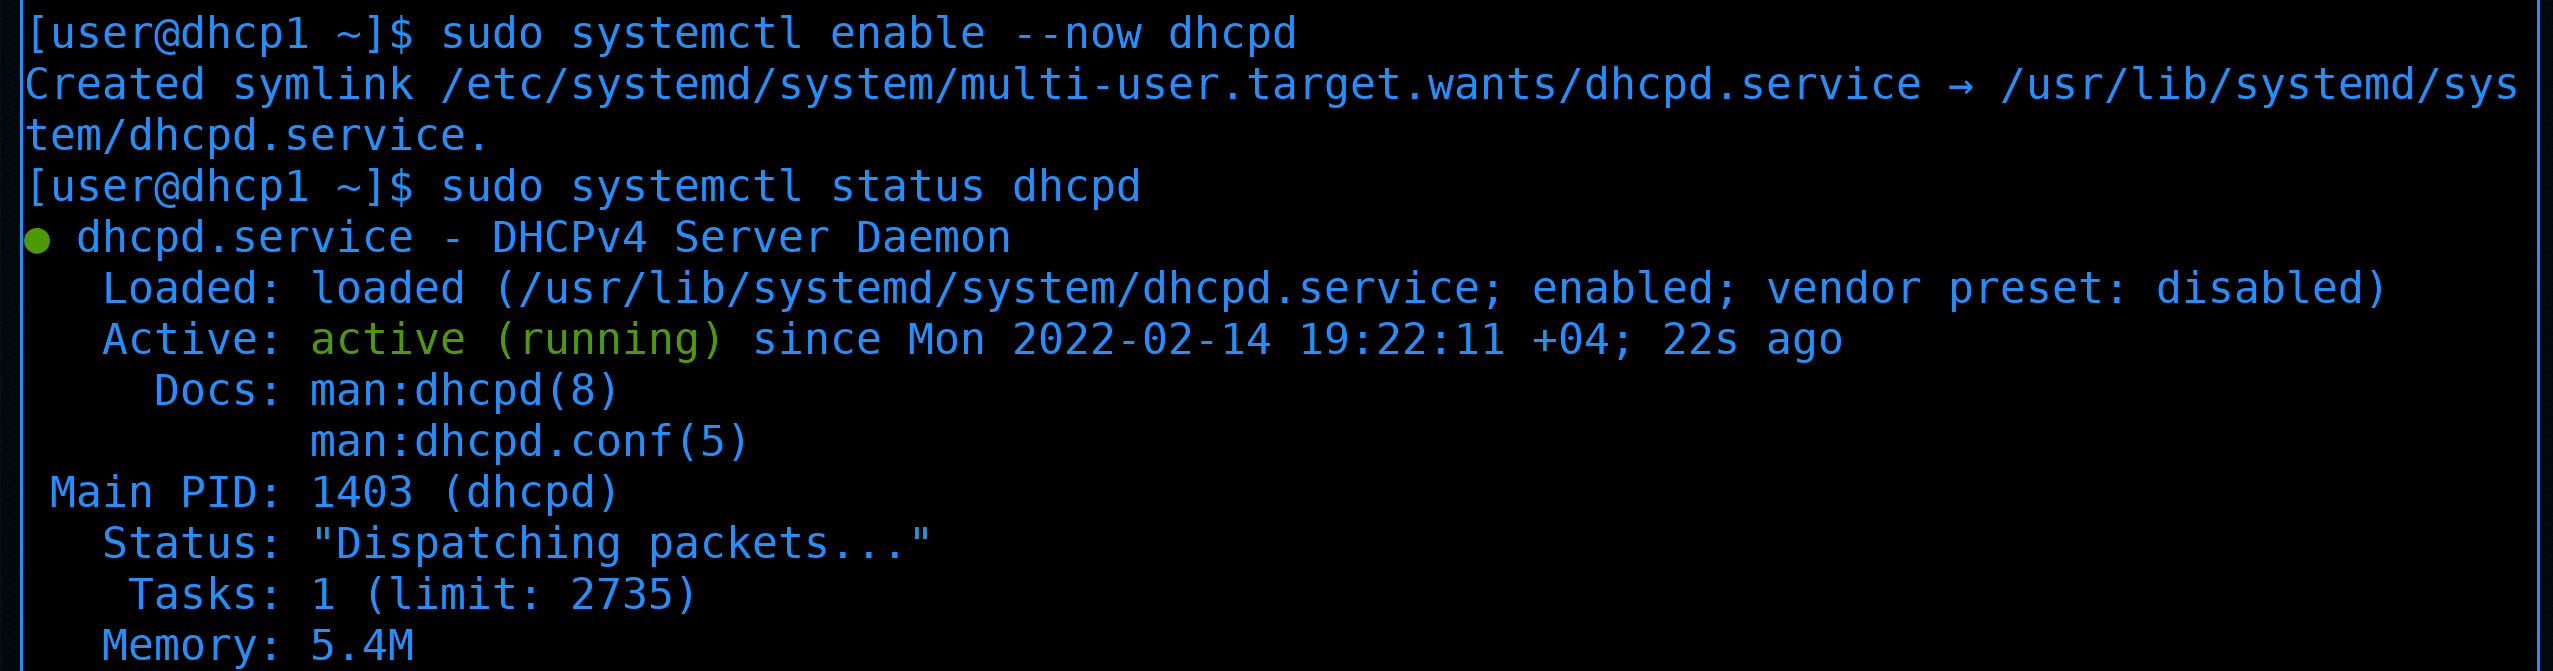 [user@dhcp1 ~]$ sudo systemctl enable --now dhcpd
Created symlink /etc/systemd/system/multi-user.target.wants/dhcpd.service → /usr/lib/systemd/sys
tem/dhcpd.service.
[user@dhcp1 ~]$ sudo systemctl status dhcpd
● dhcpd.service - DHCPv4 Server Daemon
   Loaded: loaded (/usr/lib/systemd/system/dhcpd.service; enabled; vendor preset: disabled)
   Active: active (running) since Mon 2022-02-14 19:22:11 +04; 22s ago
     Docs: man:dhcpd(8)
           man:dhcpd.conf(5)
 Main PID: 1403 (dhcpd)
   Status: "Dispatching packets..."
    Tasks: 1 (limit: 2735)
   Memory: 5.4M